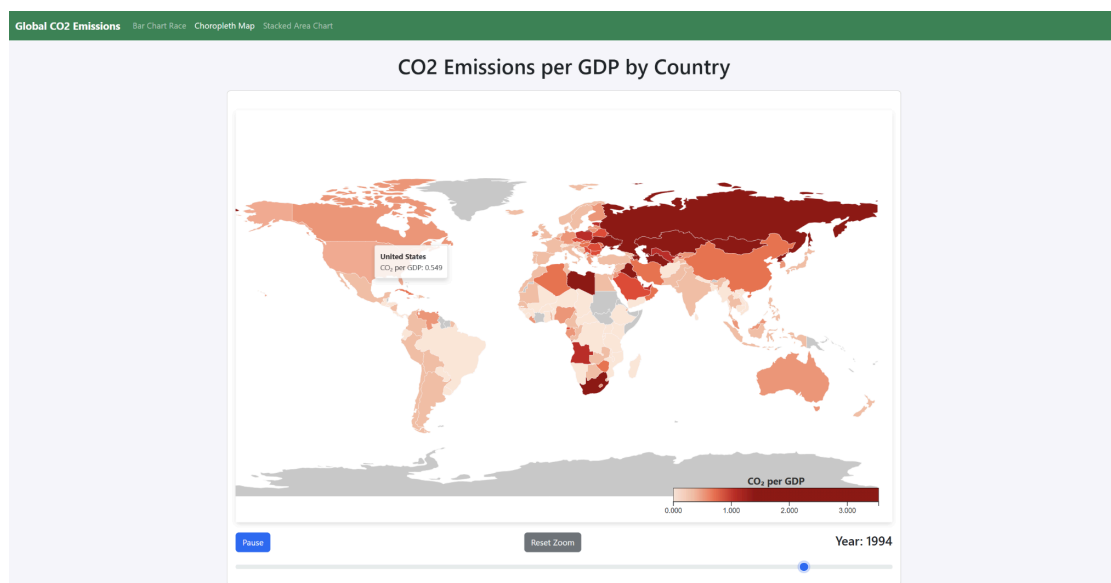 Global CO2 Emissions Bar Chart Race Choropleth Map Stacked Area Chart
CO2 Emissions per GDP by Country
United States
CO₂ per GDP: 0.549
CO₂ per GDP
0.000 1.000 2.000 3.000
Pause Reset Zoom Year: 1994